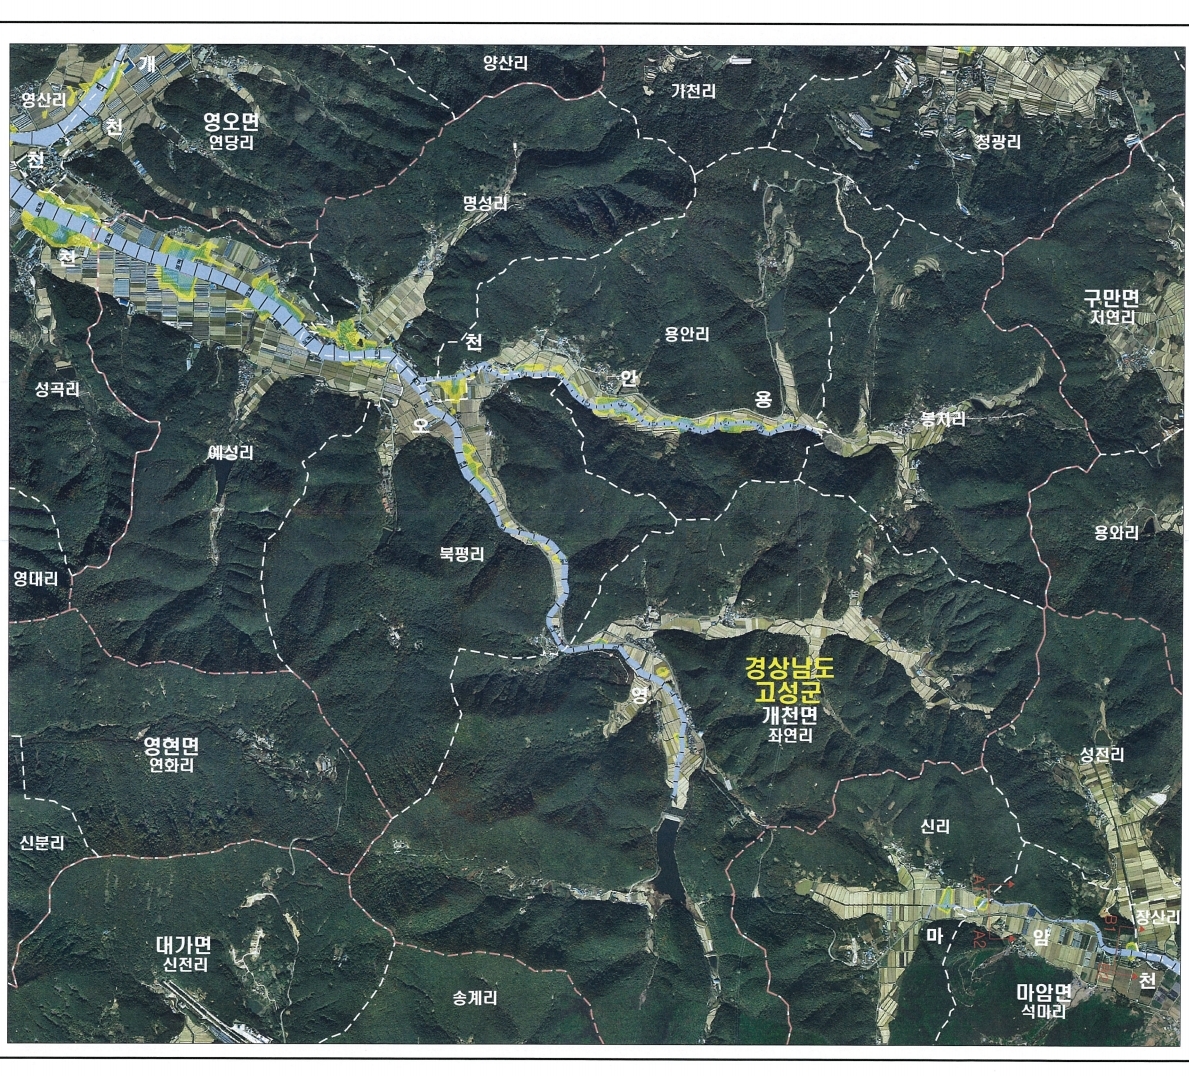 개
양산리
영산리
가천리
천
영오면
연당리
청광리
천
명성리
천
구만면
저연리
용안리
천
안
성곡리
용
오
봉치리
예성리
용와리
북평리
영대리
경상남도
고성군
영
개천면
좌연리
영현면
연화리
성전리
신리
신분리
A2
B1
장산리
마
암
대가면
신전리
천
마암면
석마리
송계리